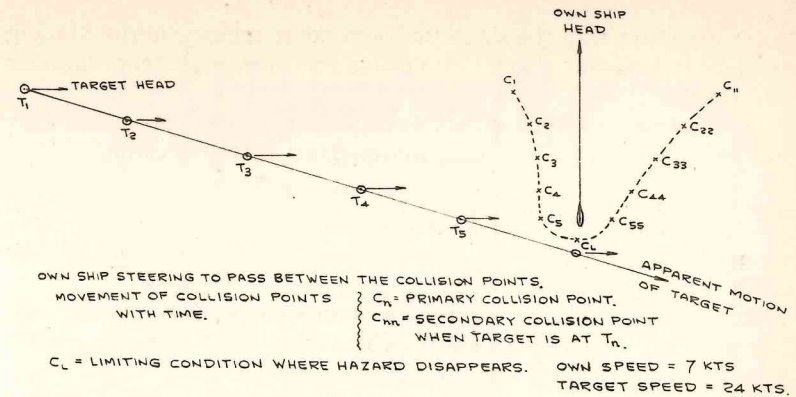 OWN SHIP
HEAD
TARGET HEAD
T1
T2
T3
T4
T5
C1
C2
C3
C4
C5
C11
C22
C33
C44
C55
CL
APPARENT MOTION
OF TARGET
OWN SHIP STEERING TO PASS BETWEEN THE COLLISION POINTS.
MOVEMENT OF COLLISION POINTS
WITH TIME.
Cn = PRIMARY COLLISION POINT.
Cnn = SECONDARY COLLISION POINT
WHEN TARGET IS AT Tn.
CL = LIMITING CONDITION WHERE HAZARD DISAPPEARS.
OWN SPEED = 7 KTS
TARGET SPEED = 24 KTS.